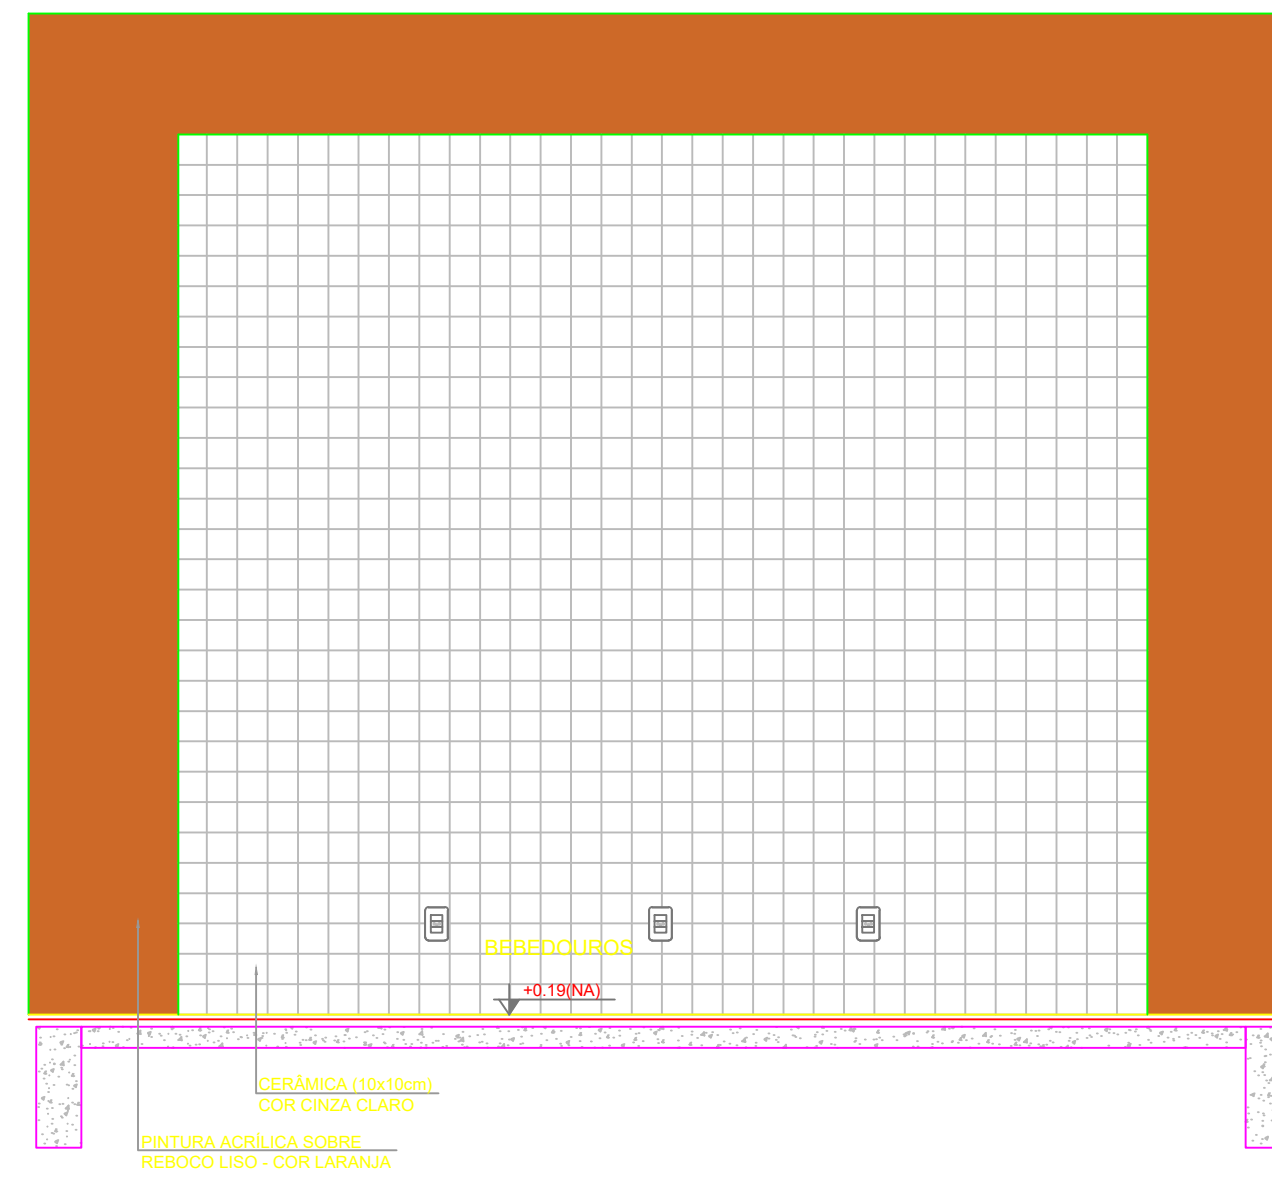 BEBEDOUROS
+0.19(NA)
CERÂMICA (10x10cm)
COR CINZA CLARO
PINTURA ACRÍLICA SOBRE
REBOCO LISO - COR LARANJA